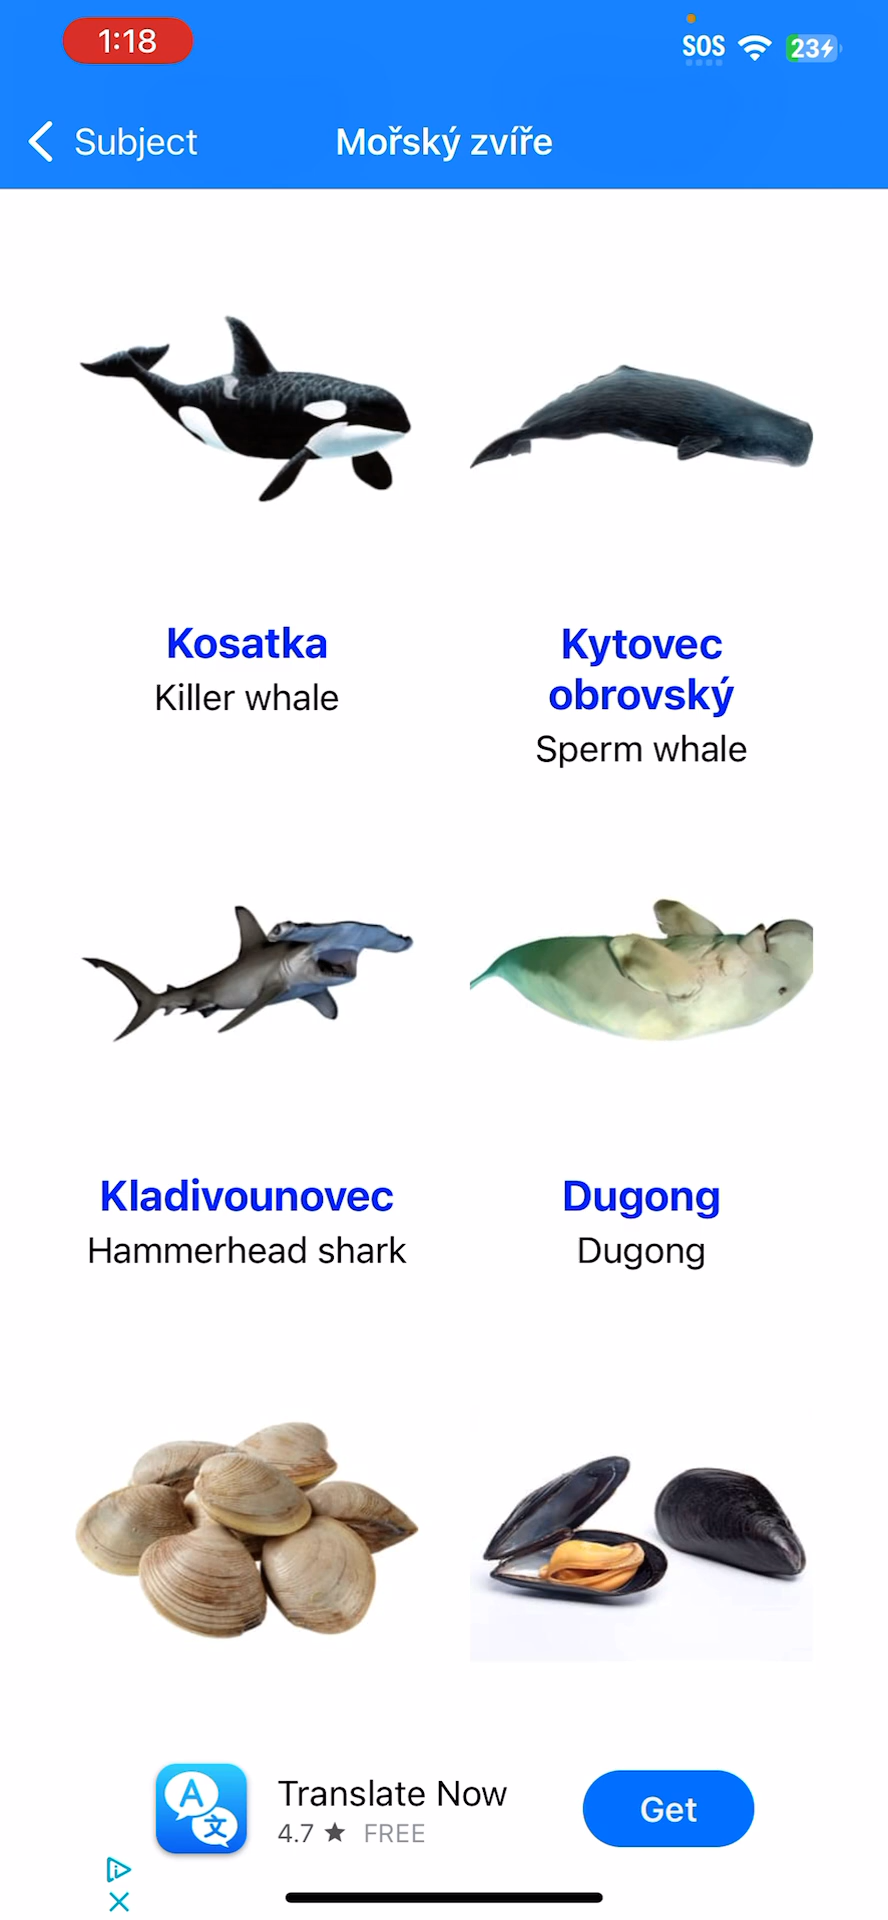 1:18
SOS
23
Subject
Mořský zvíře
Kosatka
Killer whale
Kytovec
obrovský
Sperm whale
Kladivounovec
Hammerhead shark
Dugong
Dugong
Translate Now
4.7 ★ FREE
Get